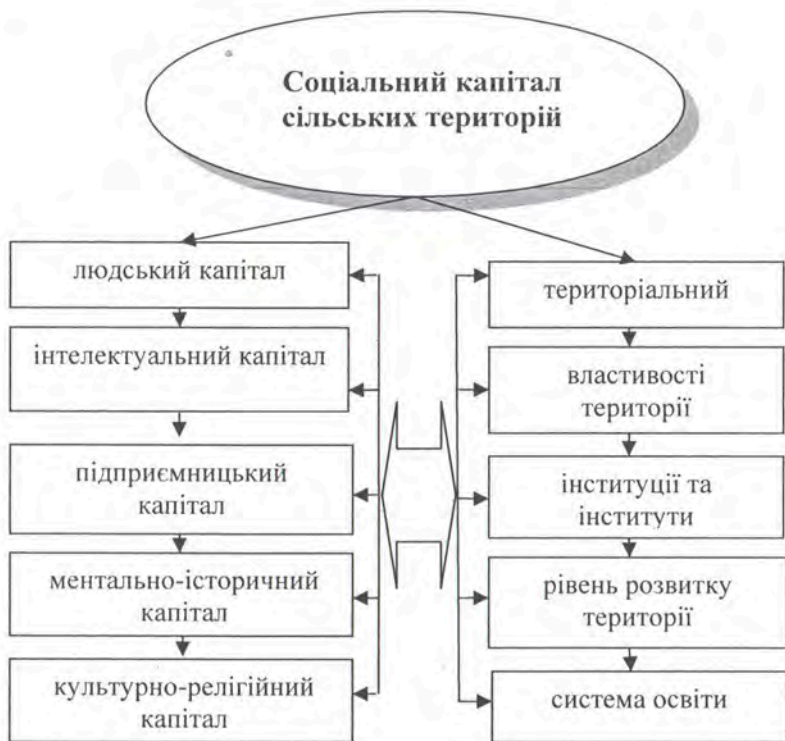 Соціальний капітал
сільських територій
людський капітал
інтелектуальний капітал
підприємницький
капітал
ментально-історичний
капітал
культурно-релігійний
капітал
територіальний
властивості
території
інституції та
інститути
рівень розвитку
території
система освіти